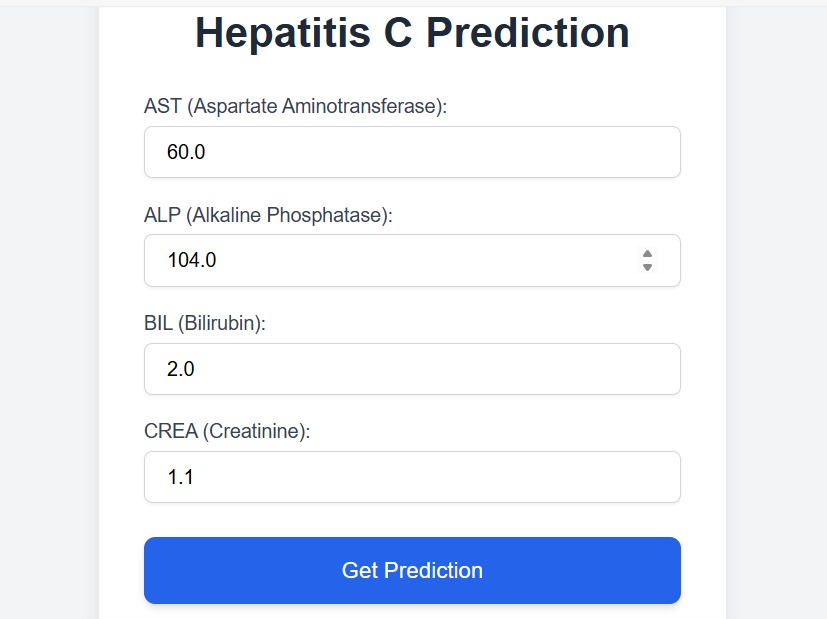 Hepatitis C Prediction
AST (Aspartate Aminotransferase):
60.0
ALP (Alkaline Phosphatase):
104.0
BIL (Bilirubin):
2.0
CREA (Creatinine):
1.1
Get Prediction